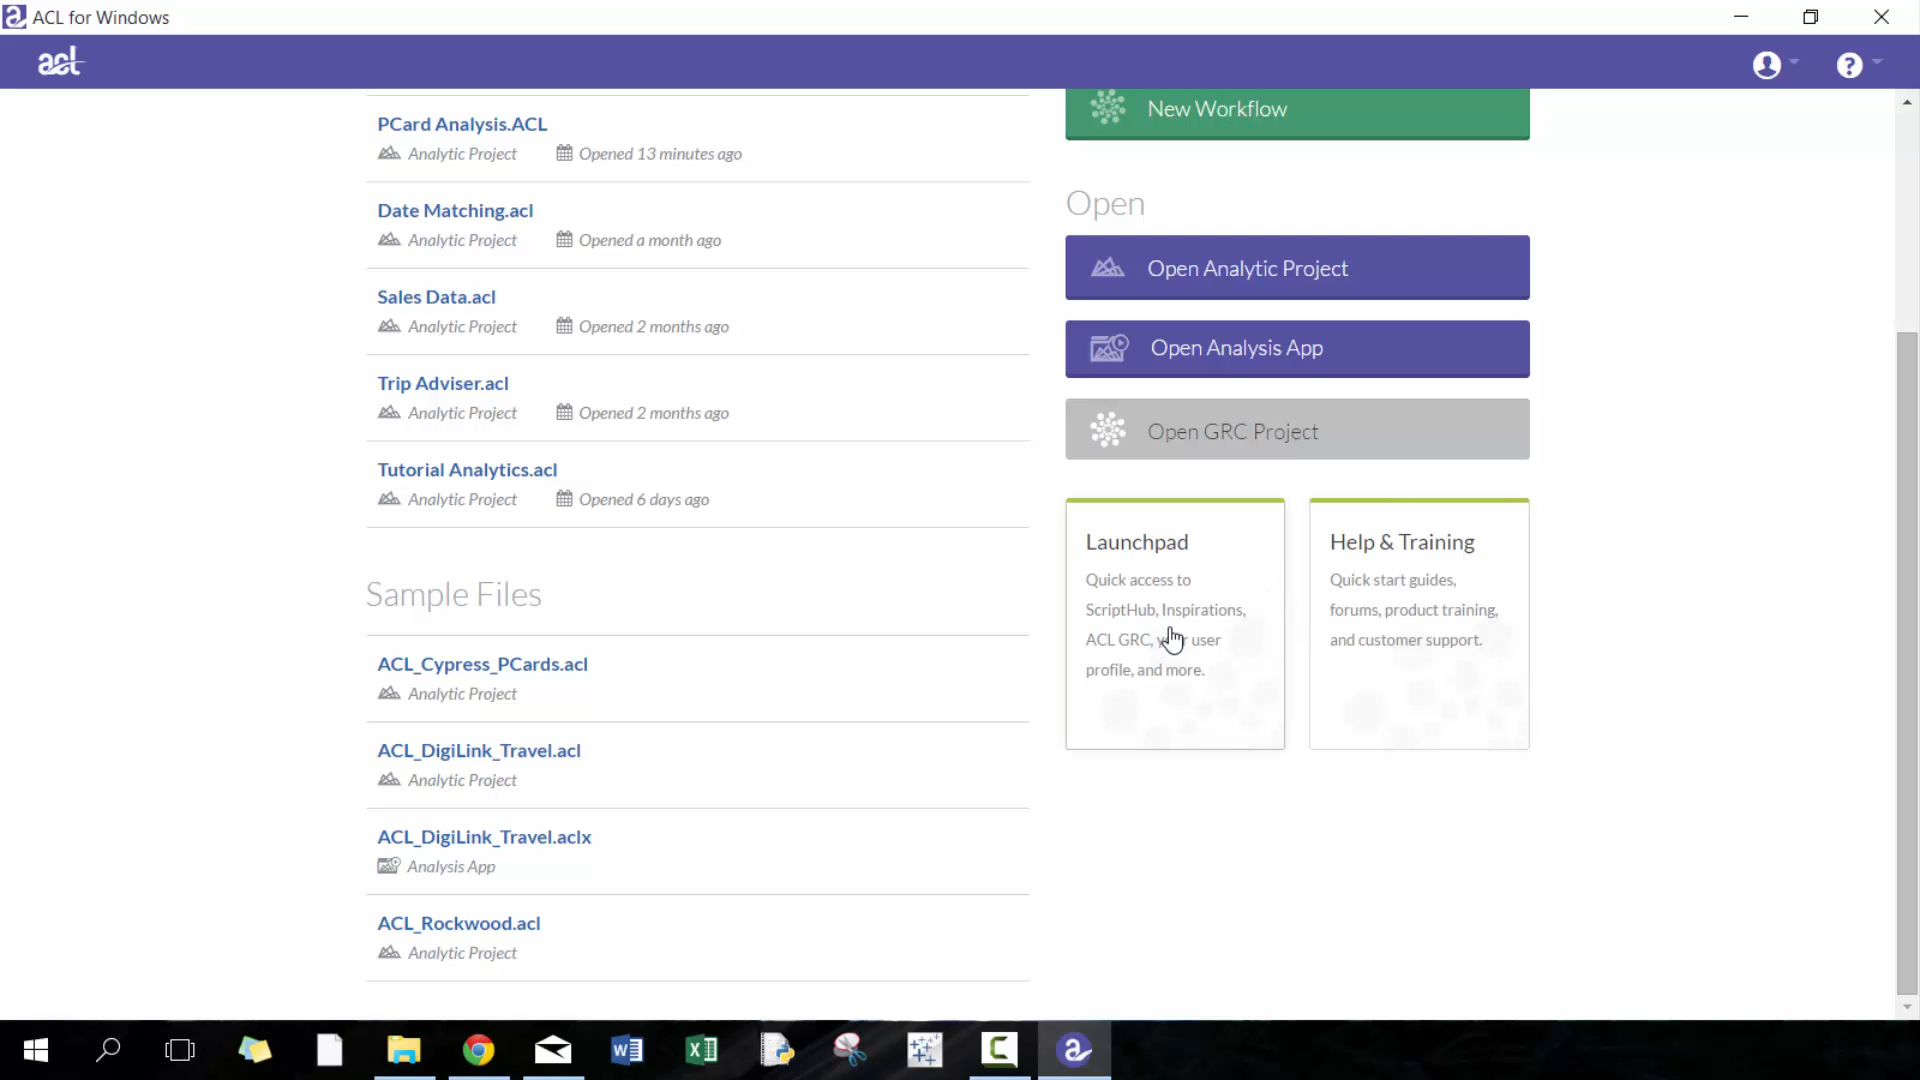 ACL for Windows
acl
PCard Analysis.ACL
Analytic Project Opened 13 minutes ago
Date Matching.acl
Analytic Project Opened a month ago
Sales Data.acl
Analytic Project Opened 2 months ago
Trip Adviser.acl
Analytic Project Opened 2 months ago
Tutorial Analytics.acl
Analytic Project Opened 6 days ago
Sample Files
ACL_Cypress_PCards.acl
Analytic Project
ACL_DigiLink_Travel.acl
Analytic Project
ACL_DigiLink_Travel.aclx
Analysis App
ACL_Rockwood.acl
Analytic Project
New Workflow
Open
Open Analytic Project
Open Analysis App
Open GRC Project
Launchpad
Quick access to
ScriptHub, Inspirations,
ACL GRC, your user
profile, and more.
Help & Training
Quick start guides,
forums, product training,
and customer support.